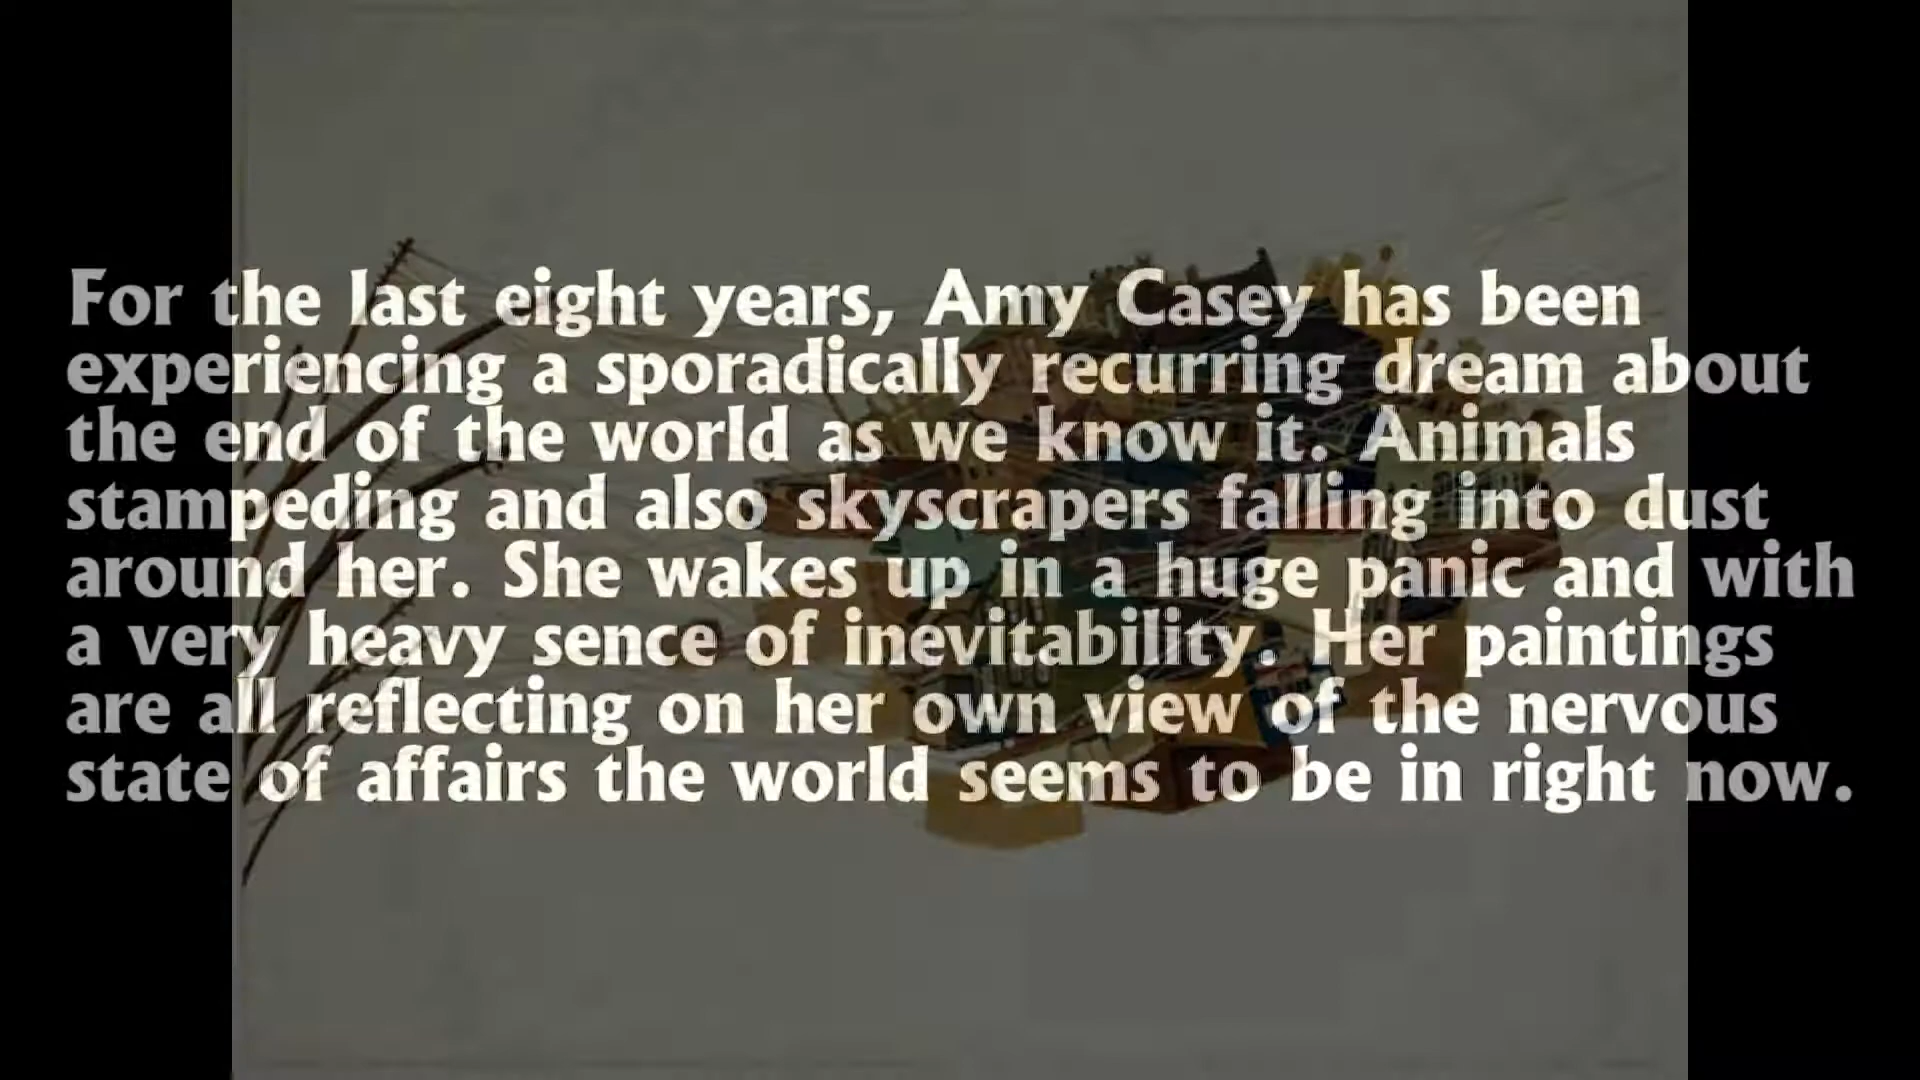 For the last eight years, Amy Casey has been
experiencing a sporadically recurring dream about
the end of the world as we know it. Animals
stampeding and also skyscrapers falling into dust
around her. She wakes up in a huge panic and with
a very heavy sence of inevitability. Her paintings
are all reflecting on her own view of the nervous
state of affairs the world seems to be in right now.